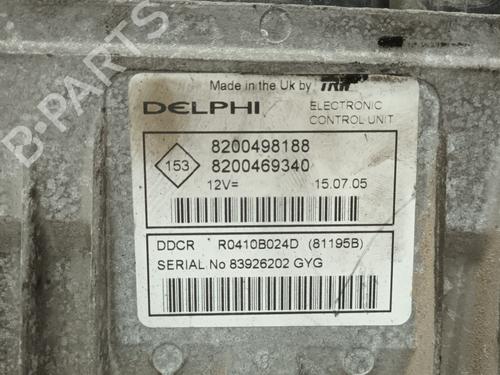 Made in the Uk by TRW
DELPHI
ELECTRONIC
CONTROL UNIT
153
8200498188
8200469340
12V= 15.07.05
DDCR R0410B024D (81195B)
SERIAL No 83926202 GYG
B-PARTS